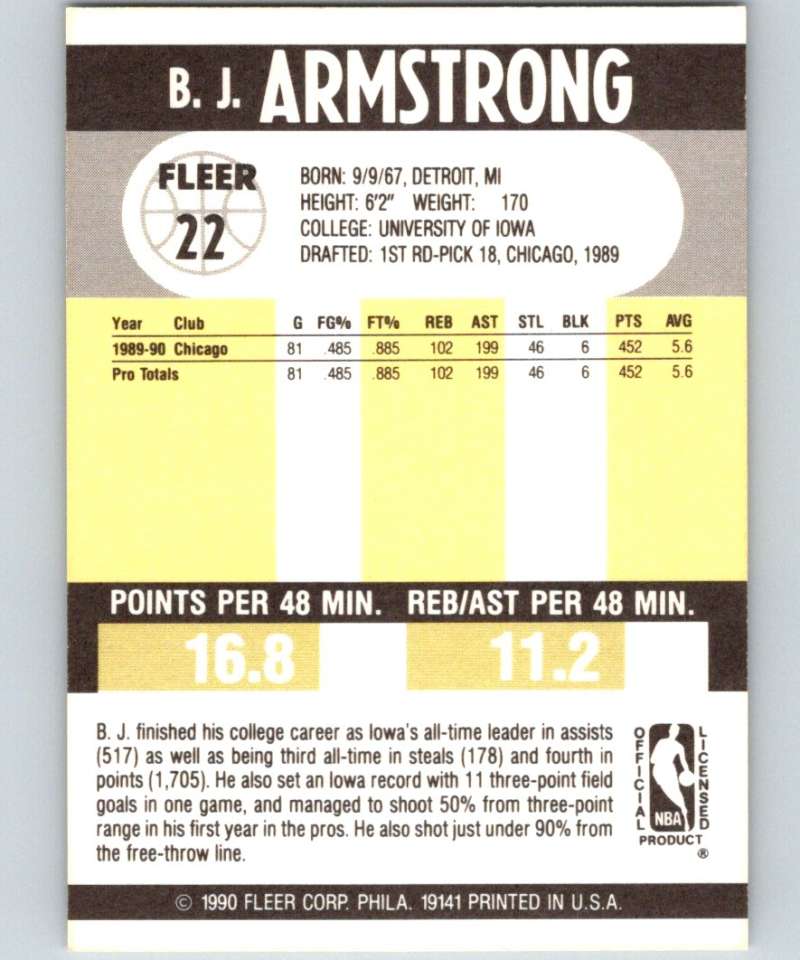 B. J. ARMSTRONG
FLEER
22
BORN: 9/9/67, DETROIT, MI
HEIGHT: 6'2" WEIGHT: 170
COLLEGE: UNIVERSITY OF IOWA
DRAFTED: 1ST RD-PICK 18, CHICAGO, 1989
Year Club G FG% FT% REB AST STL BLK PTS AVG
1989-90 Chicago 81 .485 .885 102 199 46 6 452 5.6
Pro Totals 81 .485 .885 102 199 46 6 452 5.6
POINTS PER 48 MIN. REB/AST PER 48 MIN.
16.8 11.2
B. J. finished his college career as Iowa's all-time leader in assists
(517) as well as being third all-time in steals (178) and fourth in
points (1,705). He also set an Iowa record with 11 three-point field
goals in one game, and managed to shoot 50% from three-point
range in his first year in the pros. He also shot just under 90% from
the free-throw line.
OFFICIAL
NBA
LICENSED
PRODUCT
®
© 1990 FLEER CORP. PHILA. 19141 PRINTED IN U.S.A.